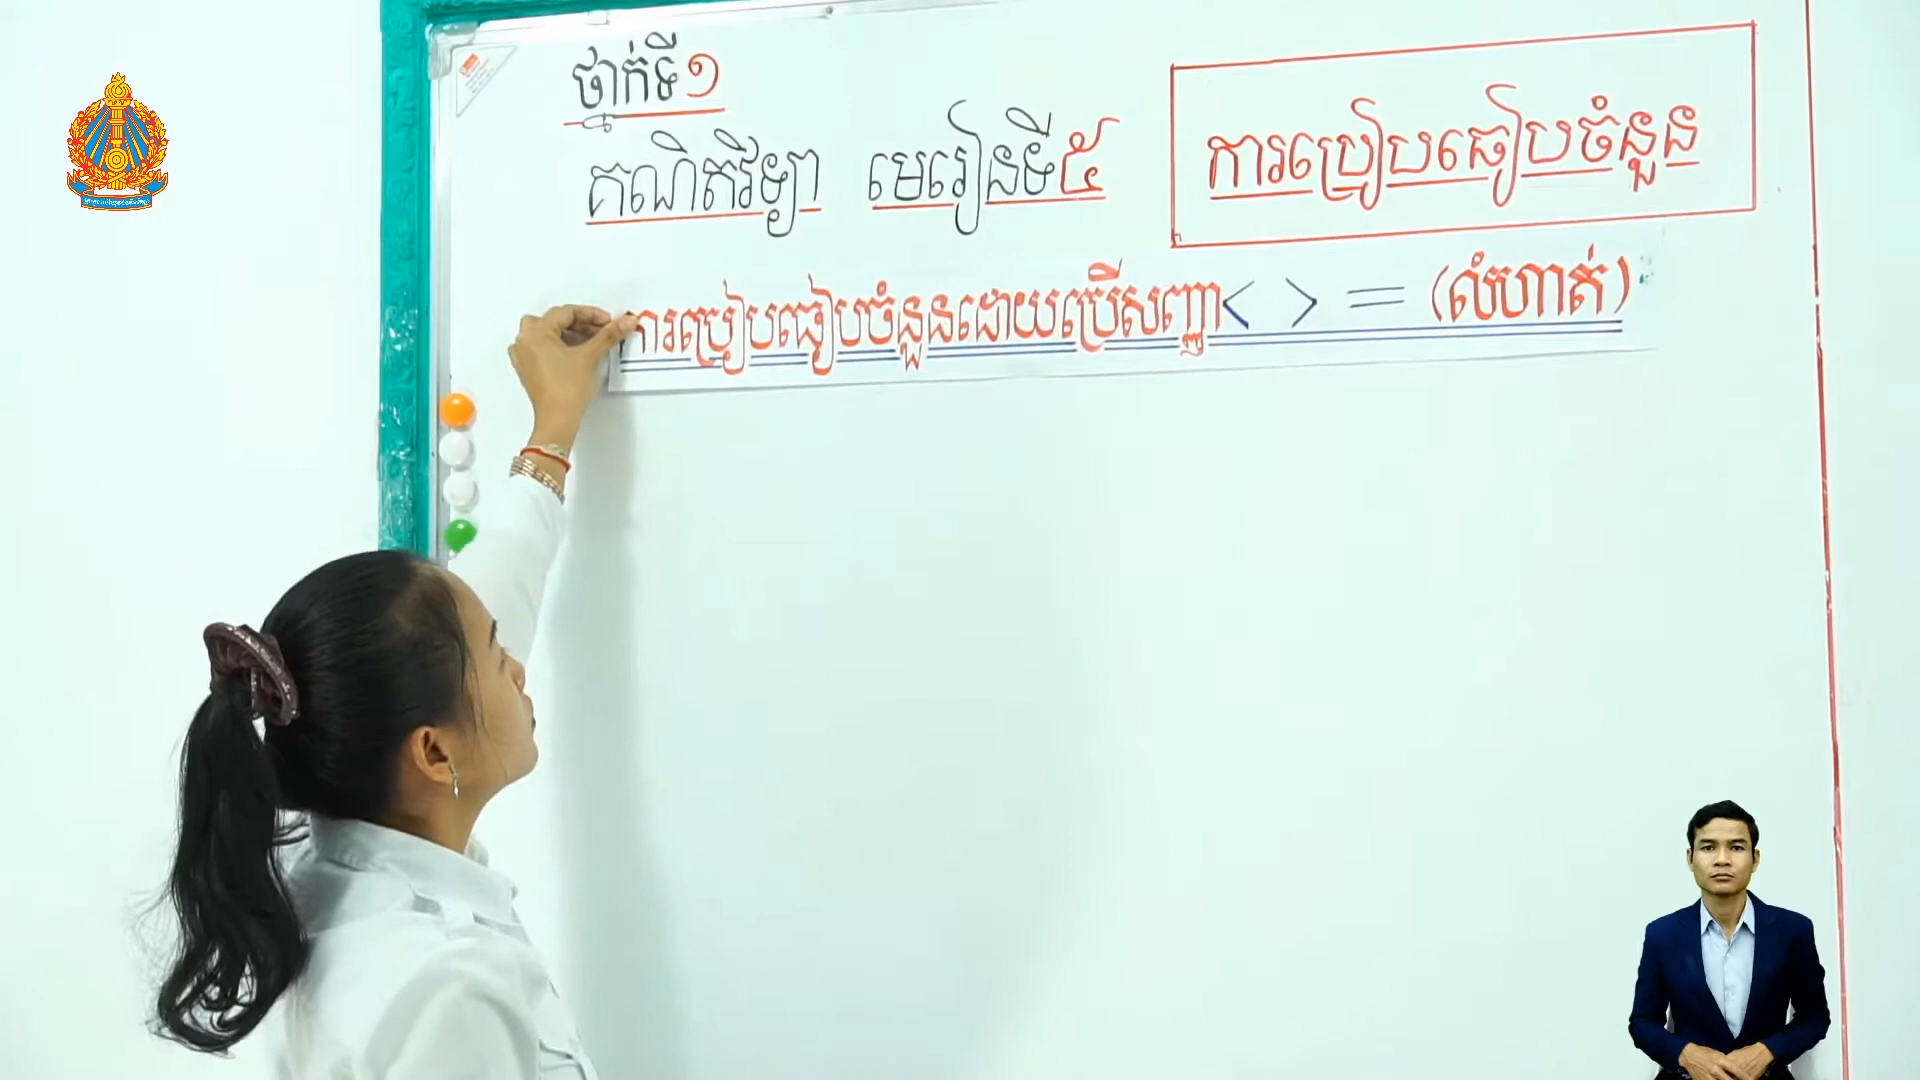 ថ្នាក់ទី១
គណិតវិទ្យា មេរៀនទី៥
ការប្រៀបធៀបចំនួន
ការប្រៀបធៀបចំនួនដោយប្រើសញ្ញា < > = (លំហាត់)